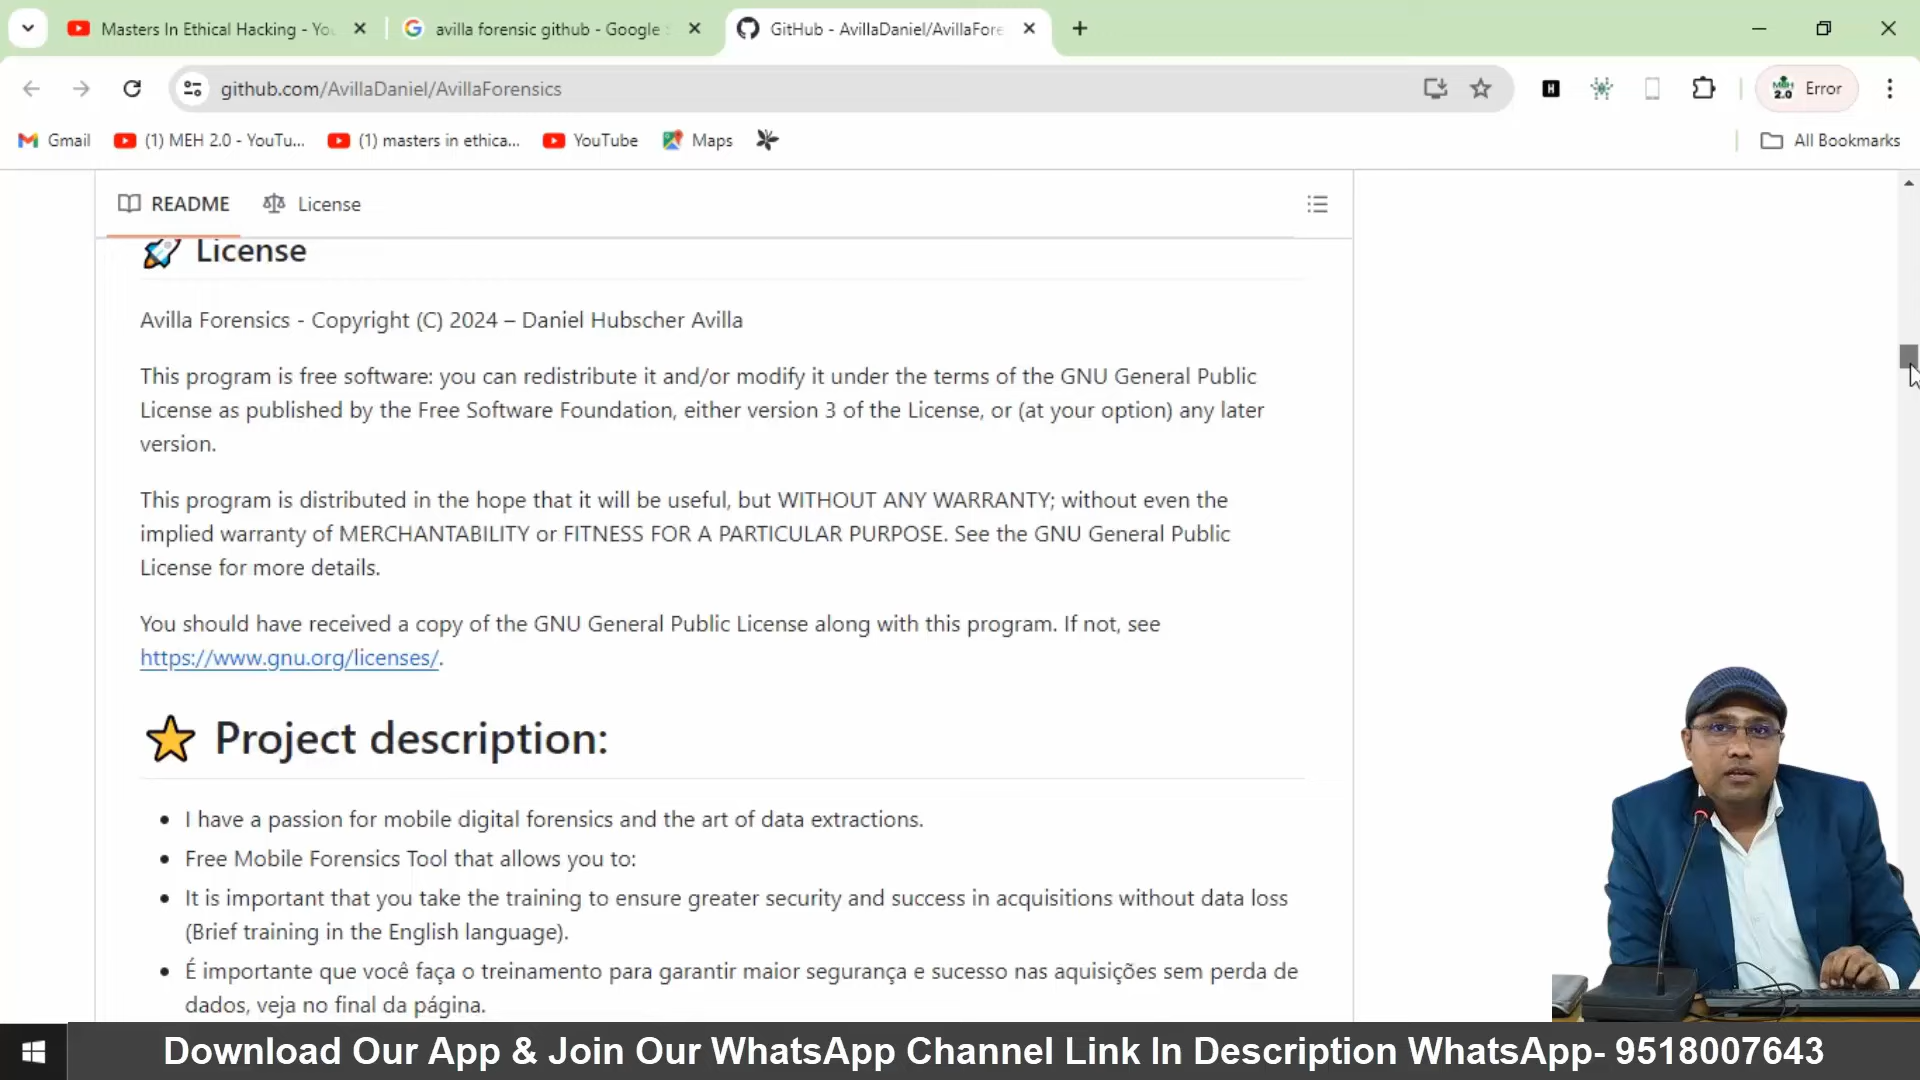 Masters In Ethical Hacking - You
avilla forensic github - Google S
GitHub - AvillaDaniel/AvillaFore
github.com/AvillaDaniel/AvillaForensics
H
MEH 2.0
Error
Gmail
(1) MEH 2.0 - YouTu...
(1) masters in ethica...
YouTube
Maps
All Bookmarks
README
License
License
Avilla Forensics - Copyright (C) 2024 – Daniel Hubscher Avilla
This program is free software: you can redistribute it and/or modify it under the terms of the GNU General Public
License as published by the Free Software Foundation, either version 3 of the License, or (at your option) any later
version.
This program is distributed in the hope that it will be useful, but WITHOUT ANY WARRANTY; without even the
implied warranty of MERCHANTABILITY or FITNESS FOR A PARTICULAR PURPOSE. See the GNU General Public
License for more details.
You should have received a copy of the GNU General Public License along with this program. If not, see
https://www.gnu.org/licenses/.
Project description:
I have a passion for mobile digital forensics and the art of data extractions.
Free Mobile Forensics Tool that allows you to:
It is important that you take the training to ensure greater security and success in acquisitions without data loss
(Brief training in the English language).
É importante que você faça o treinamento para garantir maior segurança e sucesso nas aquisições sem perda de
dados, veja no final da página.
Download Our App & Join Our WhatsApp Channel Link In Description WhatsApp- 9518007643